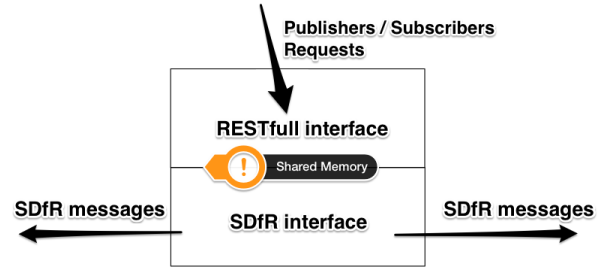 Publishers / Subscribers
Requests
RESTfull interface
! Shared Memory
SDfR messages
SDfR interface
SDfR messages